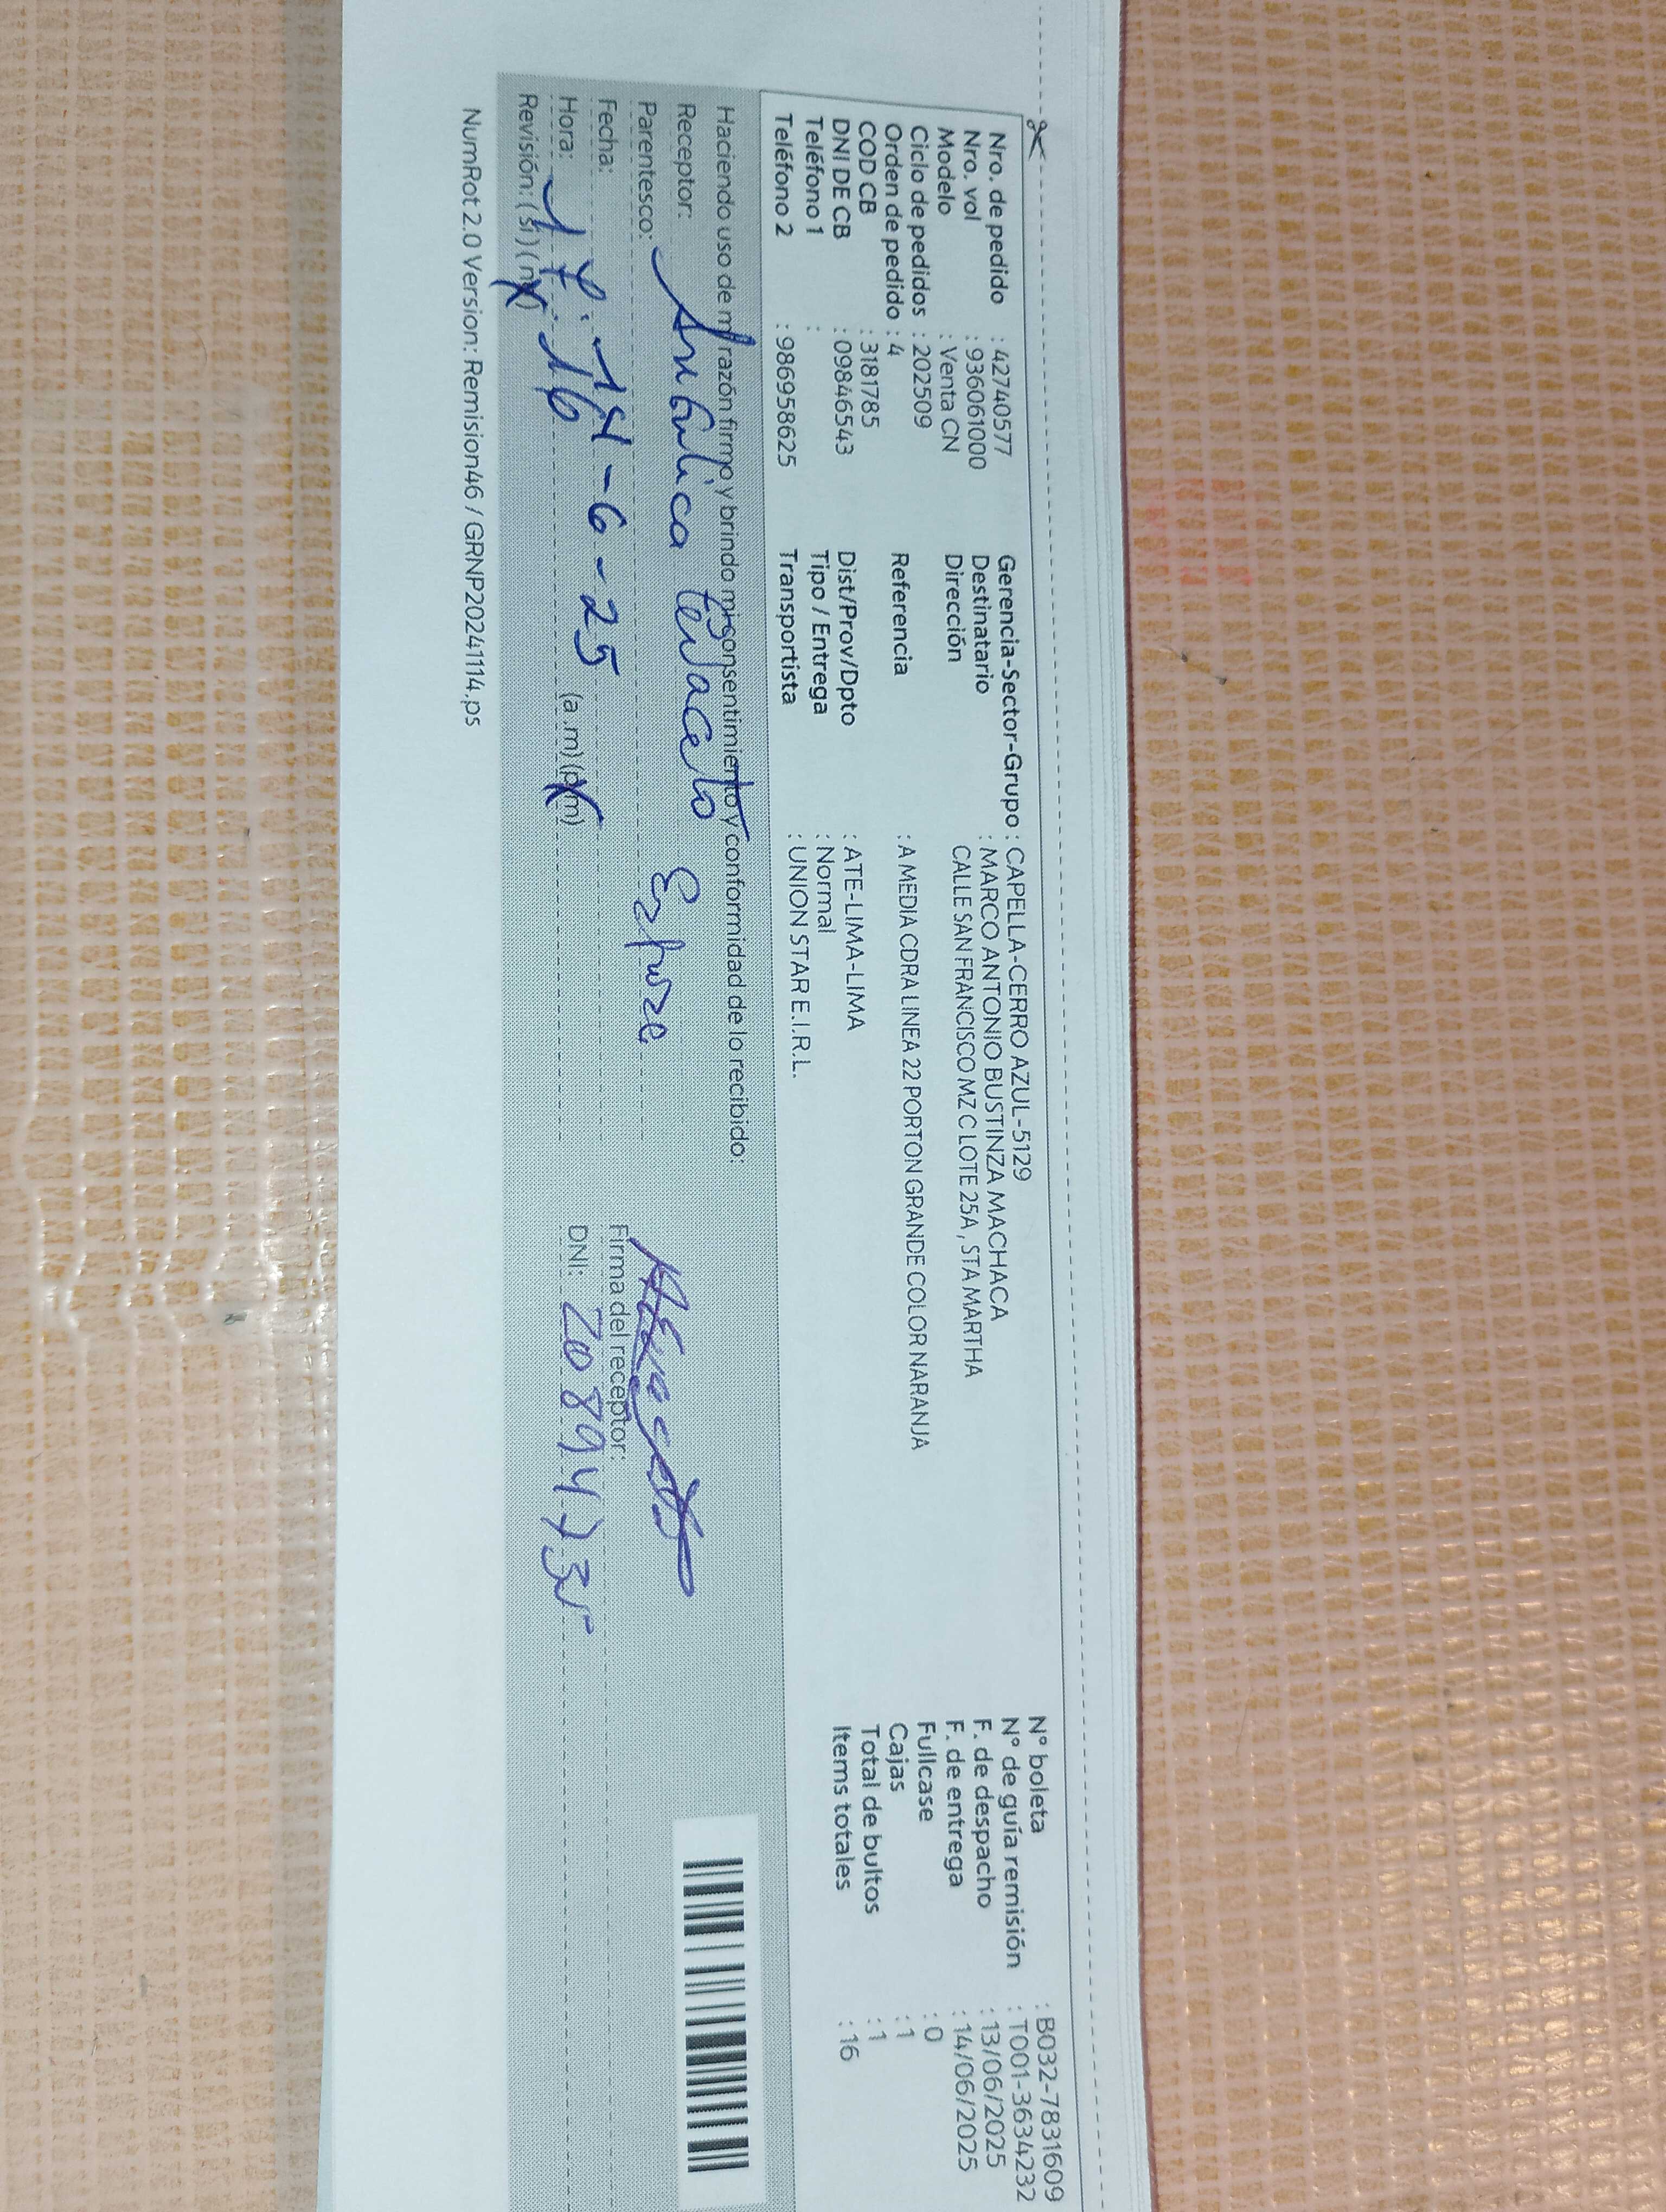 Nro. de pedido : 42740577
Nro. vol : 936061000
Modelo : Venta CN
Ciclo de pedidos : 202509
Orden de pedido : 4
COD CB : 3181785
DNI DE CB : 09846543
Teléfono 1 :
Teléfono 2 : 986958625
Gerencia-Sector-Grupo : CAPELLA-CERRO AZUL-5129
Destinatario : MARCO ANTONIO BUSTINZA MACHACA
Dirección CALLE SAN FRANCISCO MZ C LOTE 25A , STA MARTHA
Referencia : A MEDIA CDRA LINEA 22 PORTON GRANDE COLOR NARANJA
Dist/Prov/Dpto : ATE-LIMA-LIMA
Tipo / Entrega : Normal
Transportista : UNION STAR E.I.R.L.
N° boleta : B032-7831609
N° de guía remisión : T001-3634232
F. de despacho : 13/06/2025
F. de entrega : 14/06/2025
Fullcase : 0
Cajas : 1
Total de bultos : 1
Items totales : 16
Haciendo uso de mi razón firmo y brindo mi consentimiento y conformidad de lo recibido:
Receptor:
Parentesco:
Fecha: 14-6-25
Hora: 16 (a.m) (p.m)
Revisión: (si) (no)
Firma del receptor:
DNI:
NumRot 2.0 Version: Remision46 / GRNP20241114.ps